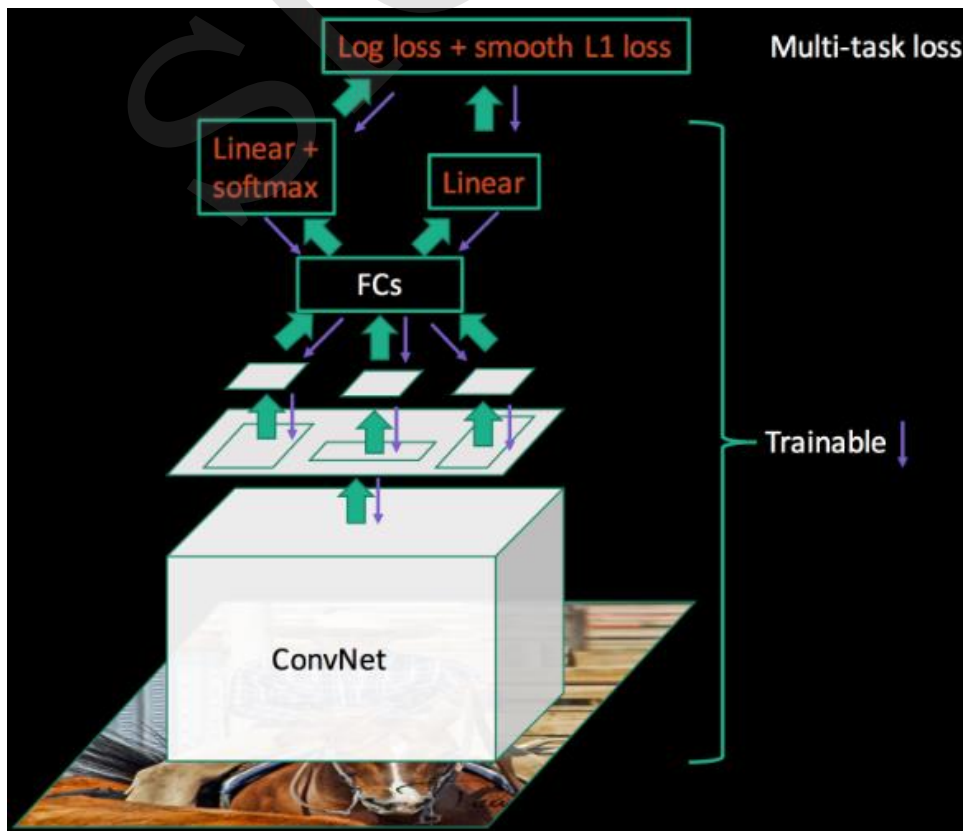 Log loss + smooth L1 loss
Multi-task loss
Linear +
softmax
Linear
FCs
Trainable
ConvNet